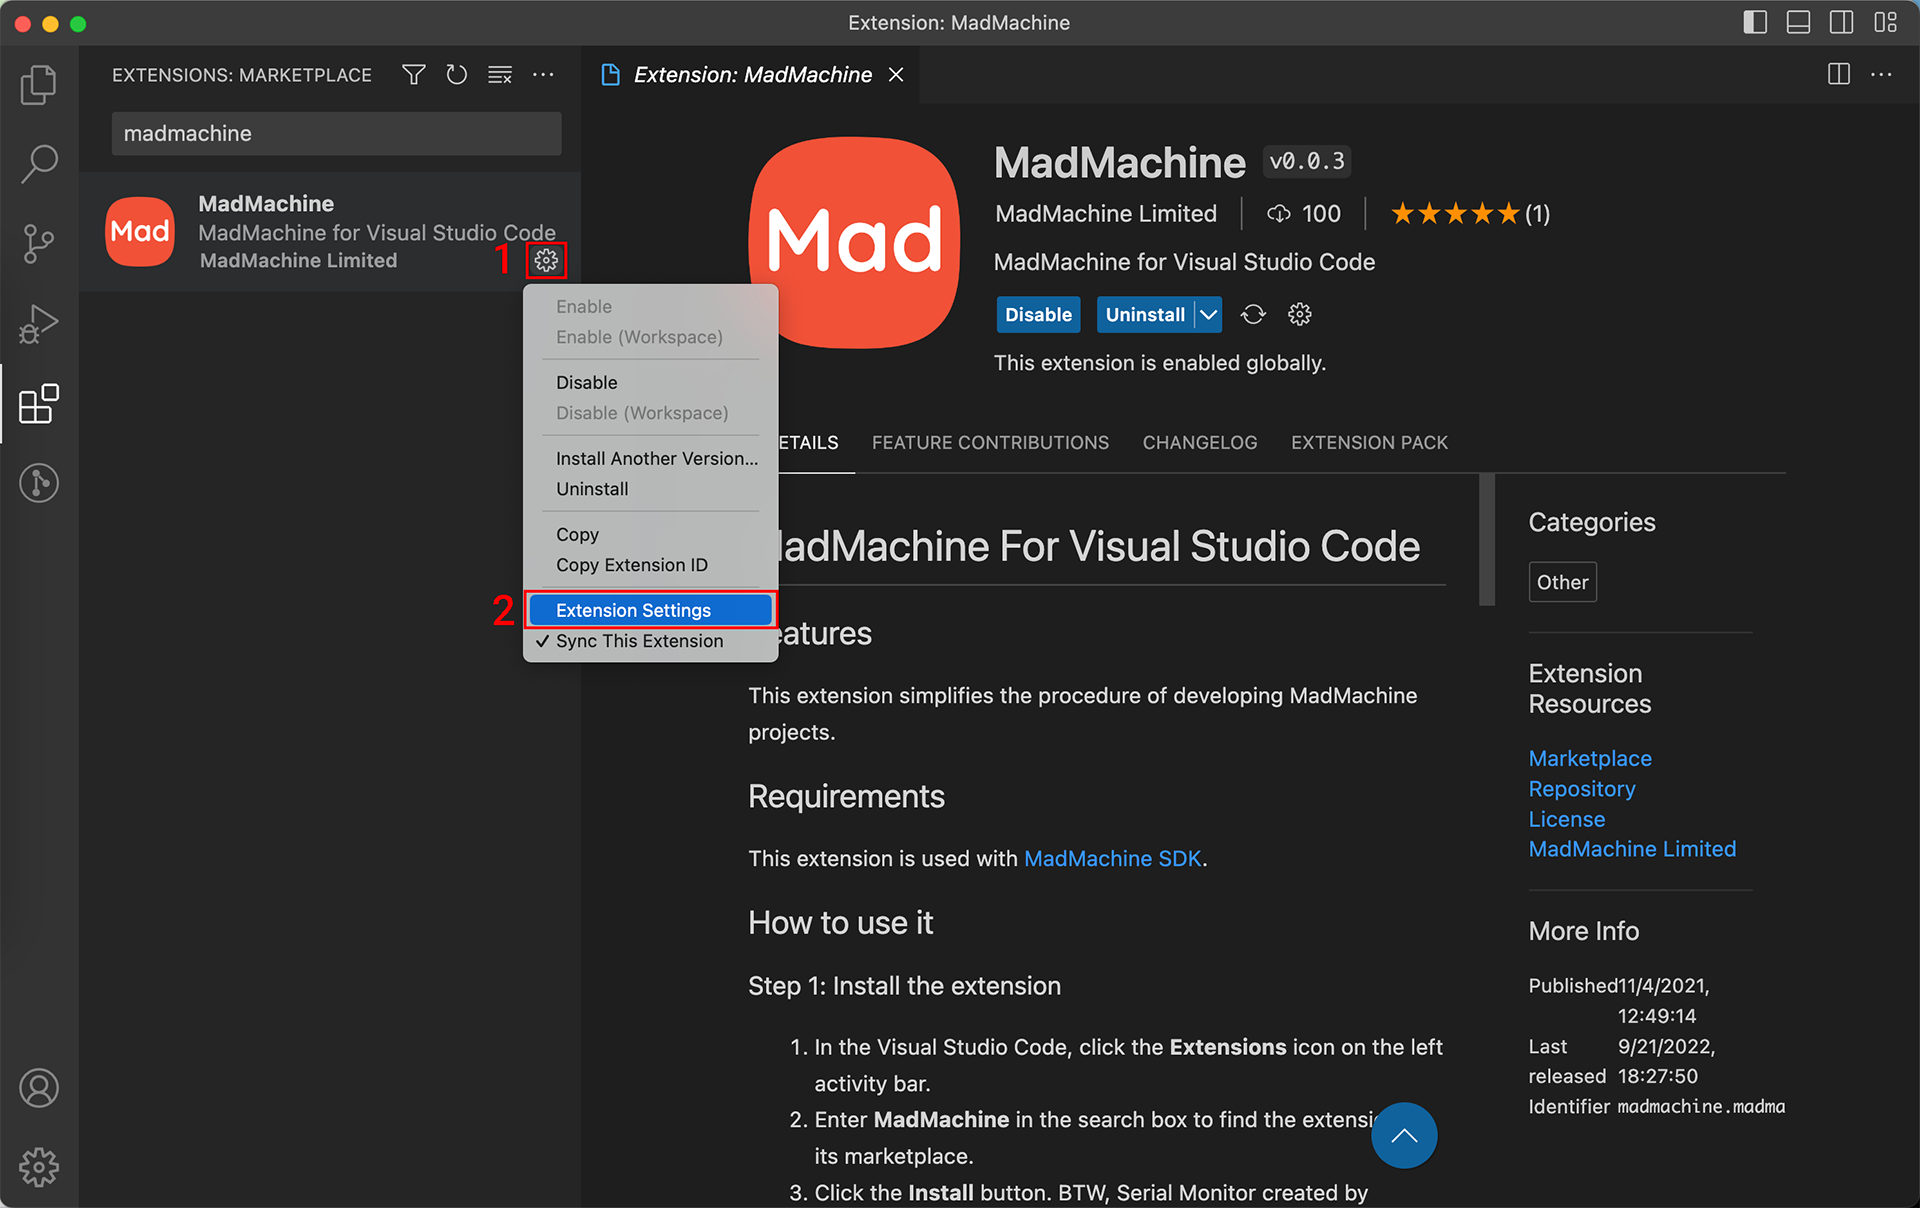 Extension: MadMachine
EXTENSIONS: MARKETPLACE
madmachine
Mad
MadMachine
MadMachine for Visual Studio Code
MadMachine Limited
1
Enable
Enable (Workspace)
Disable
Disable (Workspace)
Install Another Version...
Uninstall
Copy
Copy Extension ID
2
Extension Settings
✓ Sync This Extension
Extension: MadMachine
Mad
MadMachine v0.0.3
MadMachine Limited | 100 | ★★★★★ (1)
MadMachine for Visual Studio Code
Disable Uninstall
This extension is enabled globally.
ETAILS FEATURE CONTRIBUTIONS CHANGELOG EXTENSION PACK
adMachine For Visual Studio Code
eatures
This extension simplifies the procedure of developing MadMachine
projects.
Requirements
This extension is used with MadMachine SDK.
How to use it
Step 1: Install the extension
1. In the Visual Studio Code, click the Extensions icon on the left
activity bar.
2. Enter MadMachine in the search box to find the extensi
its marketplace.
3. Click the Install button. BTW, Serial Monitor created by
Categories
Other
Extension
Resources
Marketplace
Repository
License
MadMachine Limited
More Info
Published 11/4/2021,
12:49:14
Last 9/21/2022,
released 18:27:50
Identifier madmachine.madma